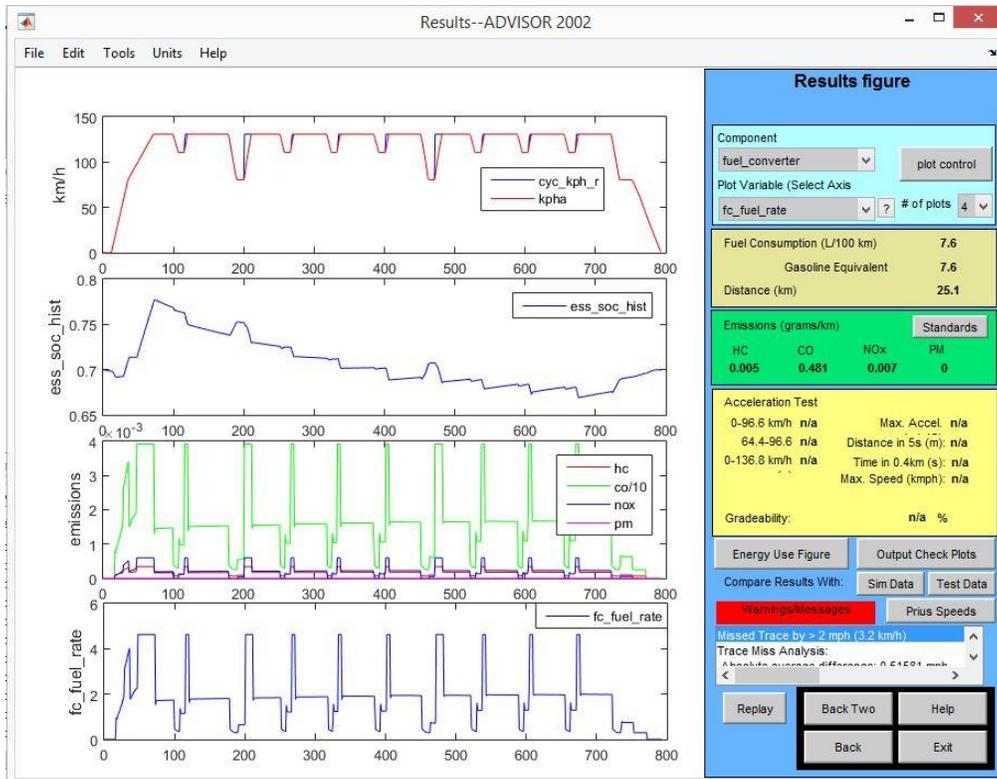 Results--ADVISOR 2002
File Edit Tools Units Help
150
100
50
0
km/h
cyc_kph_r
kpha
0 100 200 300 400 500 600 700 800
0.8
0.75
0.7
0.65
ess_soc_hist
ess_soc_hist
0 100 200 300 400 500 600 700 800
×10⁻³
4
3
2
1
0
emissions
hc
co/10
nox
pm
0 100 200 300 400 500 600 700 800
6
4
2
0
fc_fuel_rate
fc_fuel_rate
0 100 200 300 400 500 600 700 800
Results figure
Component
fuel_converter
plot control
Plot Variable (Select Axis
fc_fuel_rate
?
# of plots 4
Fuel Consumption (L/100 km) 7.6
Gasoline Equivalent 7.6
Distance (km) 25.1
Emissions (grams/km) Standards
HC CO NOx PM
0.005 0.481 0.007 0
Acceleration Test
0-96.6 km/h n/a Max. Accel. n/a
64.4-96.6 n/a Distance in 5s (m): n/a
0-136.8 km/h n/a Time in 0.4km (s): n/a
Max. Speed (kmph): n/a
Gradeability: n/a %
Energy Use Figure Output Check Plots
Compare Results With: Sim Data Test Data
Warnings/Messages Prius Speeds
Missed Trace by > 2 mph (3.2 km/h)
Trace Miss Analysis:
Absolute average difference: 0.51581 mph
Replay Back Two Help
Back Exit